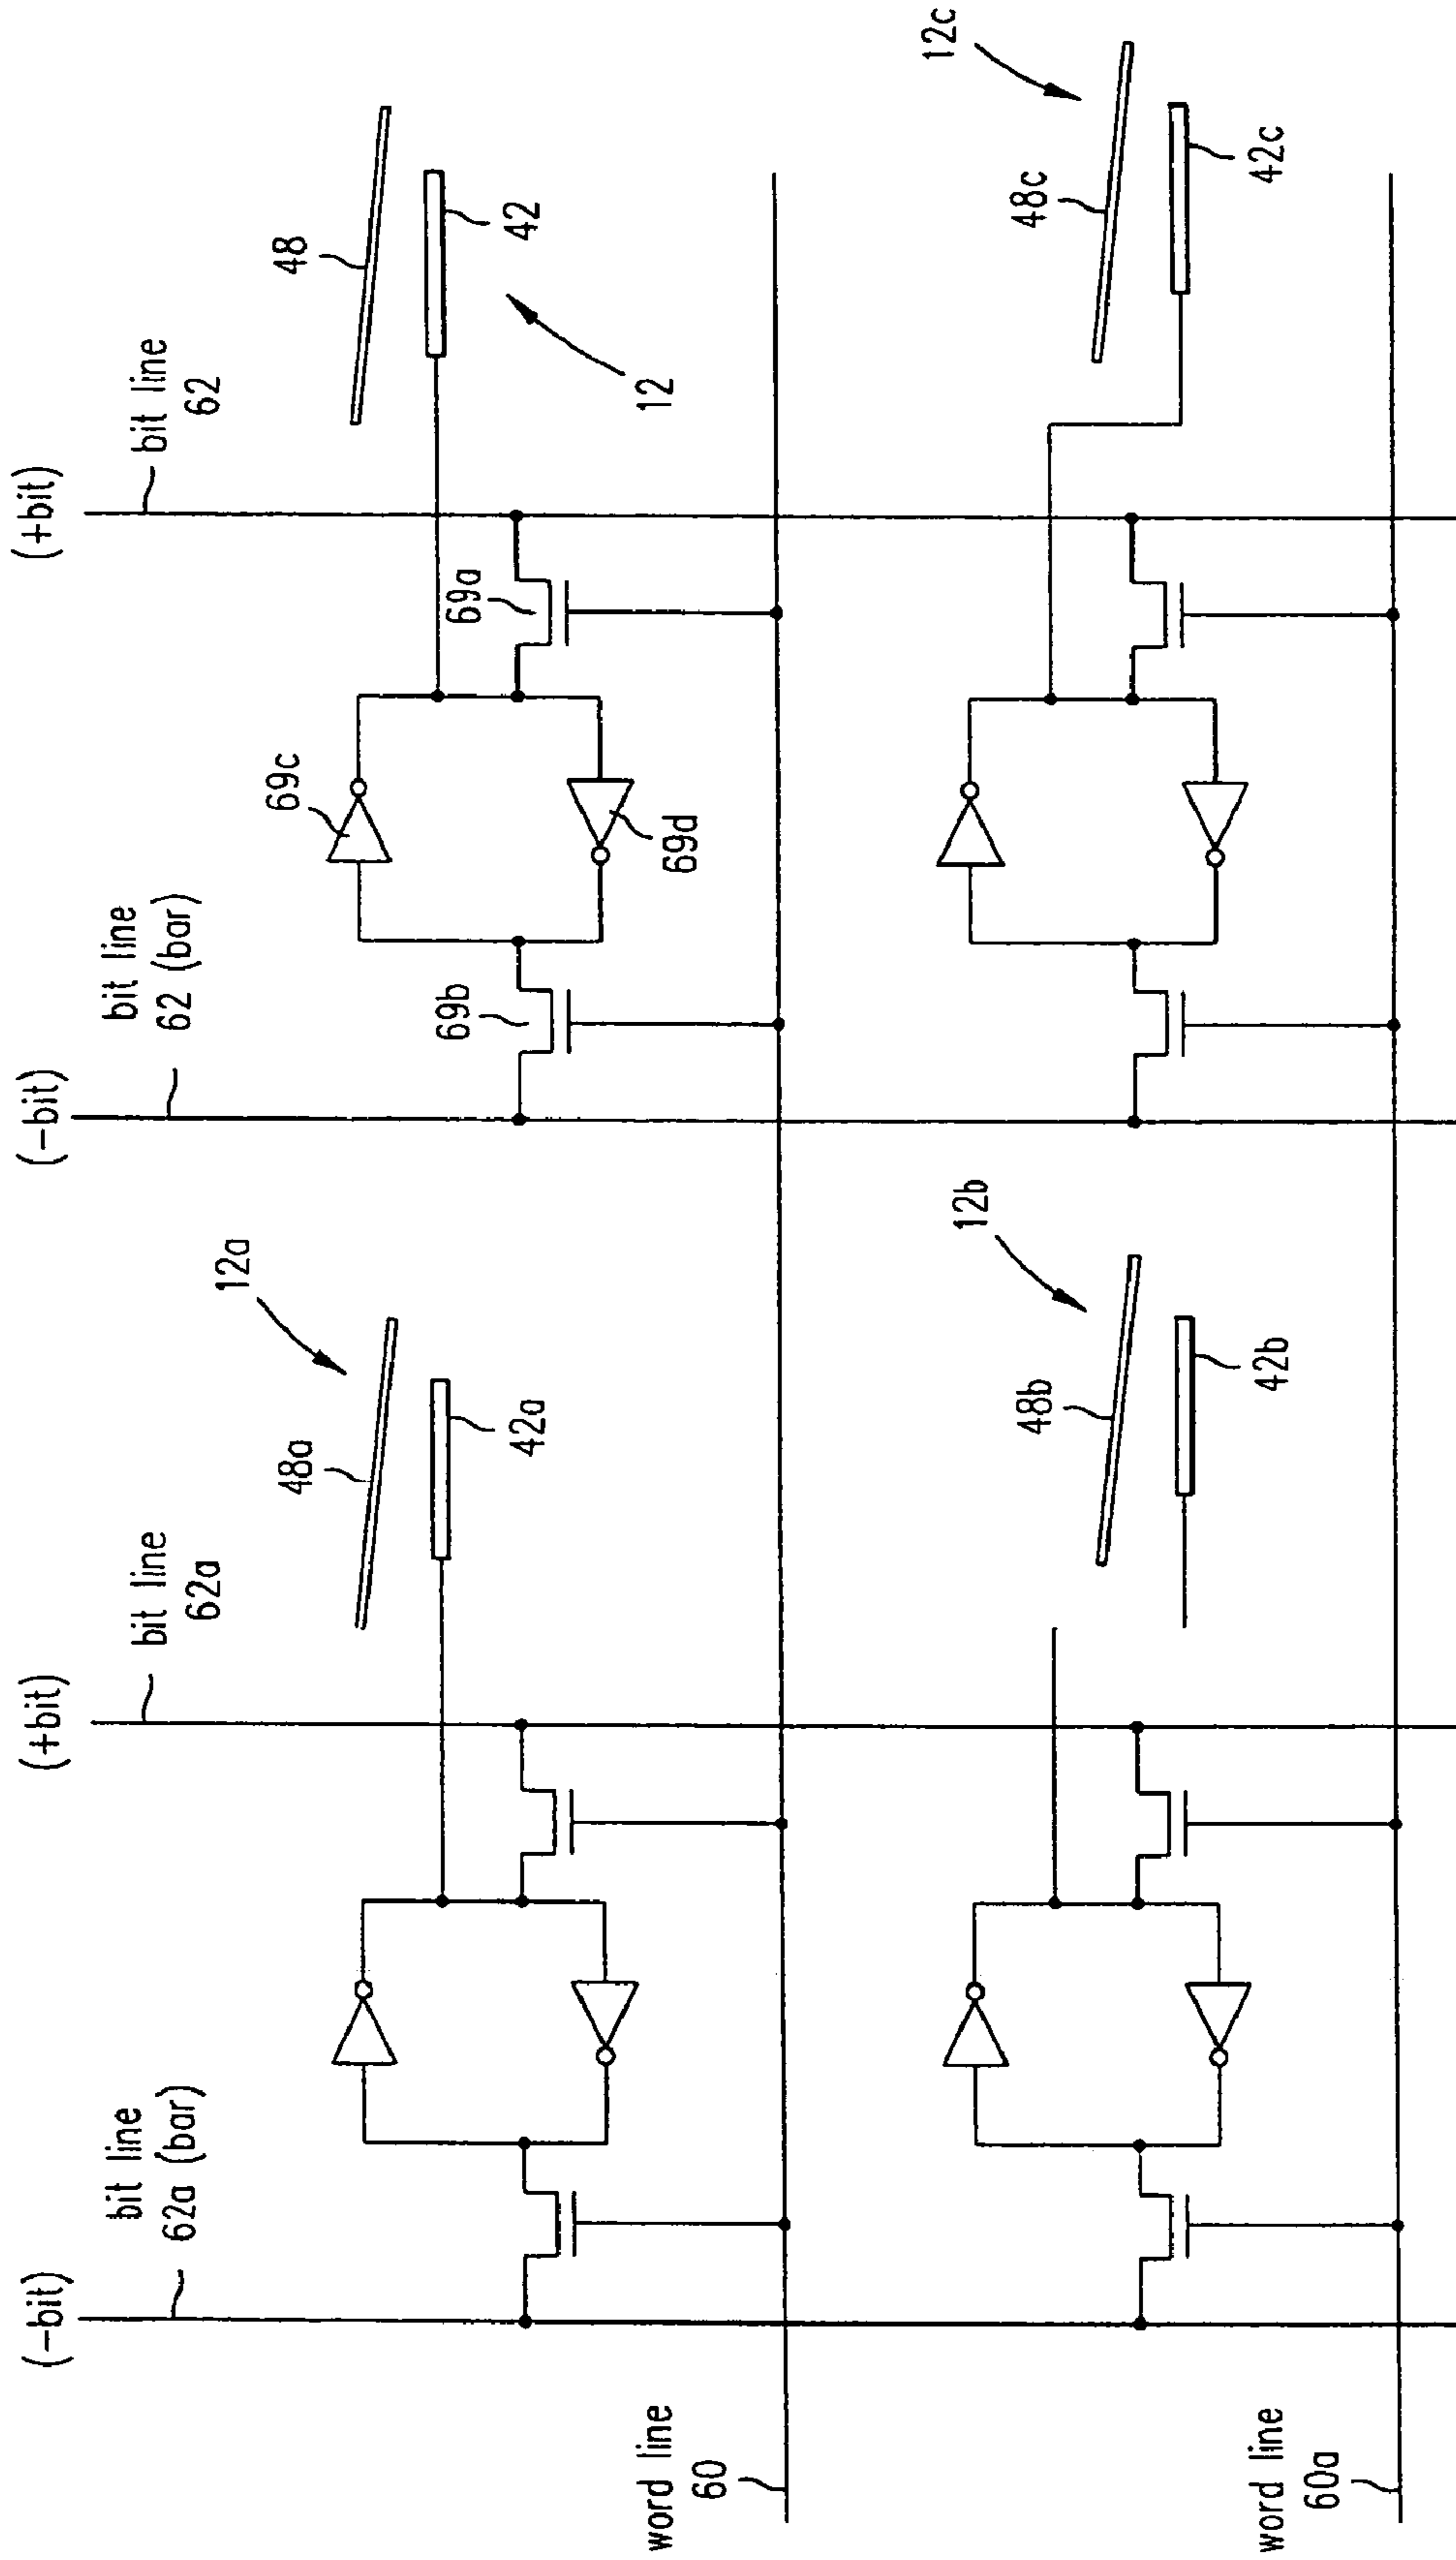 (−bit)
(+bit)
(−bit)
(+bit)
bit line
62a (bar)
bit line
62a
bit line
62 (bar)
bit line
62
48a
12a
42a
69c
69b
69d
69a
48
42
12
word line
60
48b
12b
42b
48c
12c
42c
word line
60a